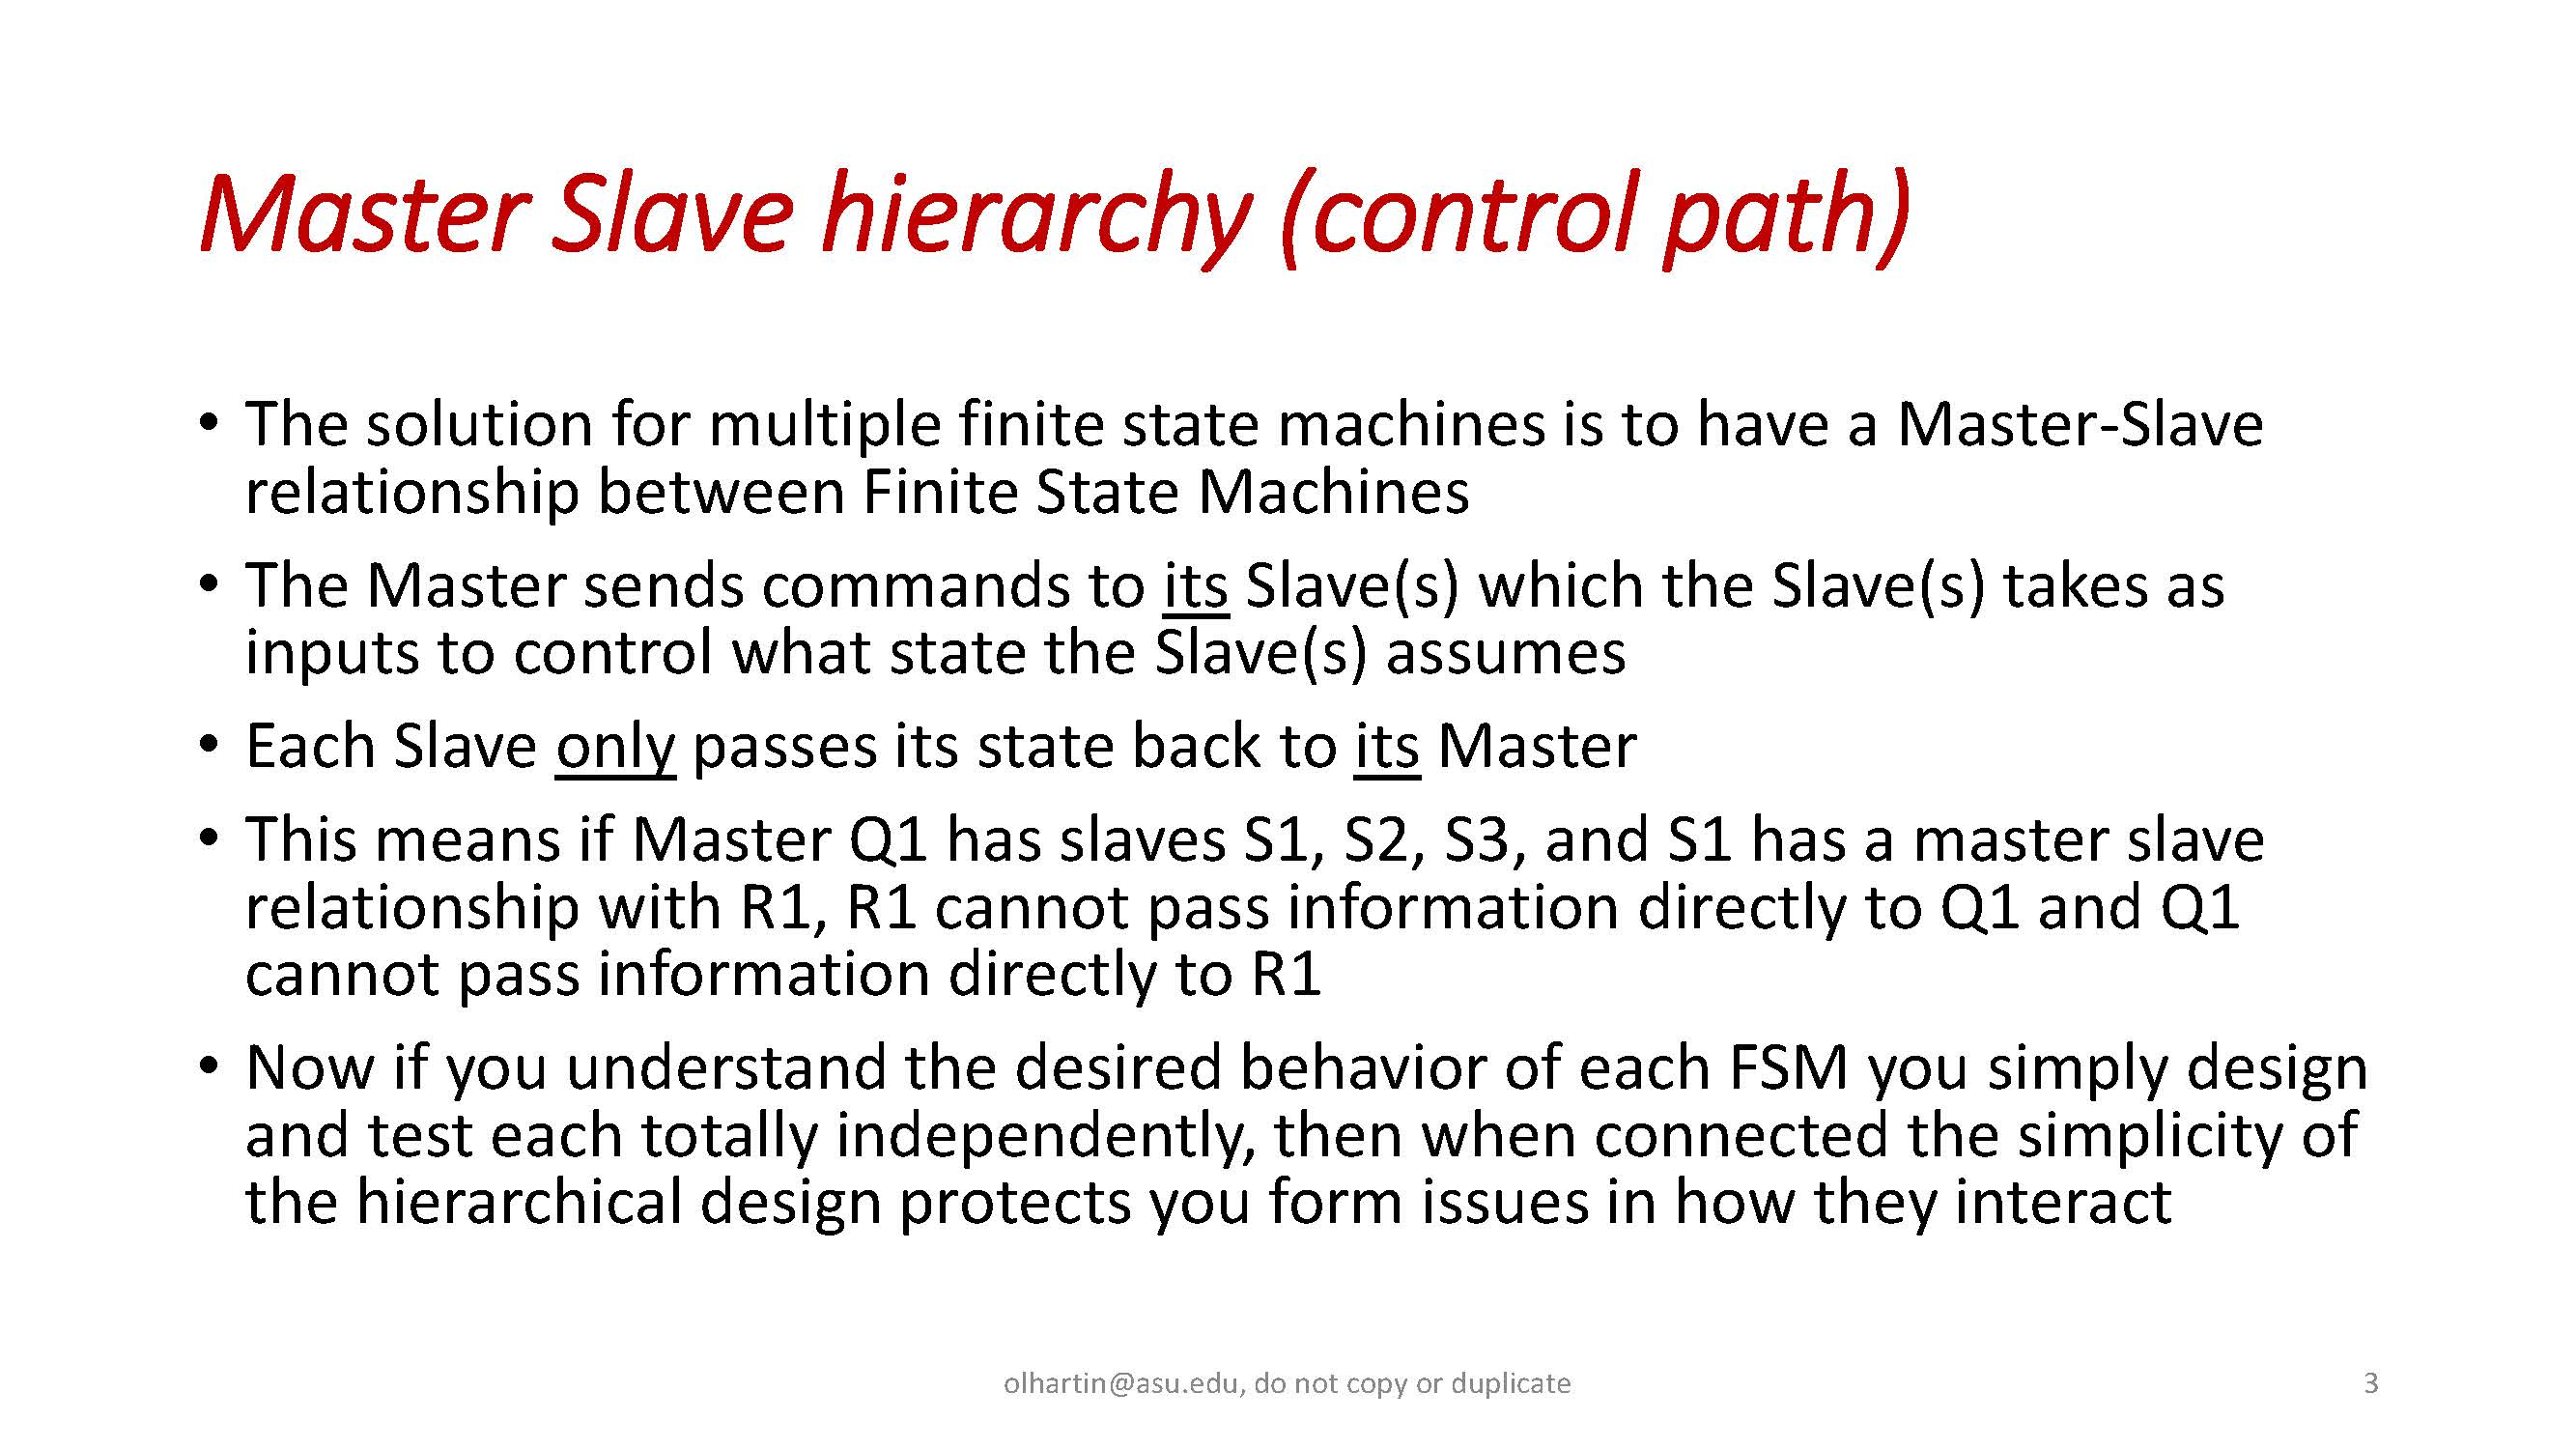 Master Slave hierarchy (control path)
• The solution for multiple finite state machines is to have a Master-Slave
relationship between Finite State Machines
• The Master sends commands to its Slave(s) which the Slave(s) takes as
inputs to control what state the Slave(s) assumes
• Each Slave only passes its state back to its Master
• This means if Master Q1 has slaves S1, S2, S3, and S1 has a master slave
relationship with R1, R1 cannot pass information directly to Q1 and Q1
cannot pass information directly to R1
• Now if you understand the desired behavior of each FSM you simply design
and test each totally independently, then when connected the simplicity of
the hierarchical design protects you form issues in how they interact
olhartin@asu.edu, do not copy or duplicate
3